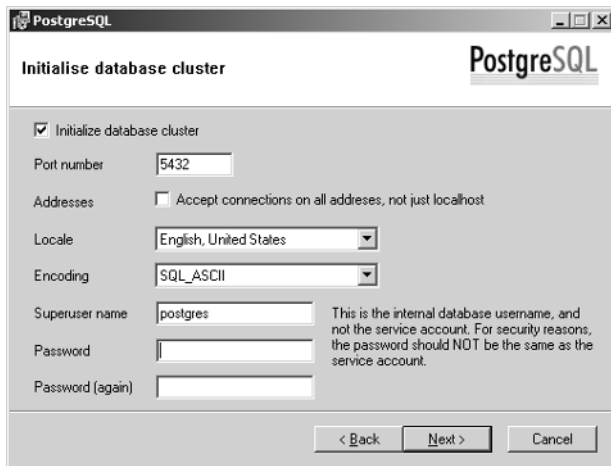 PostgreSQL
Initialise database cluster
PostgreSQL
Initialize database cluster
Port number 5432
Addresses Accept connections on all addreses, not just localhost
Locale English, United States
Encoding SQL_ASCII
Superuser name postgres
This is the internal database username, and
not the service account. For security reasons,
the password should NOT be the same as the
service account.
Password
Password (again)
< Back Next > Cancel